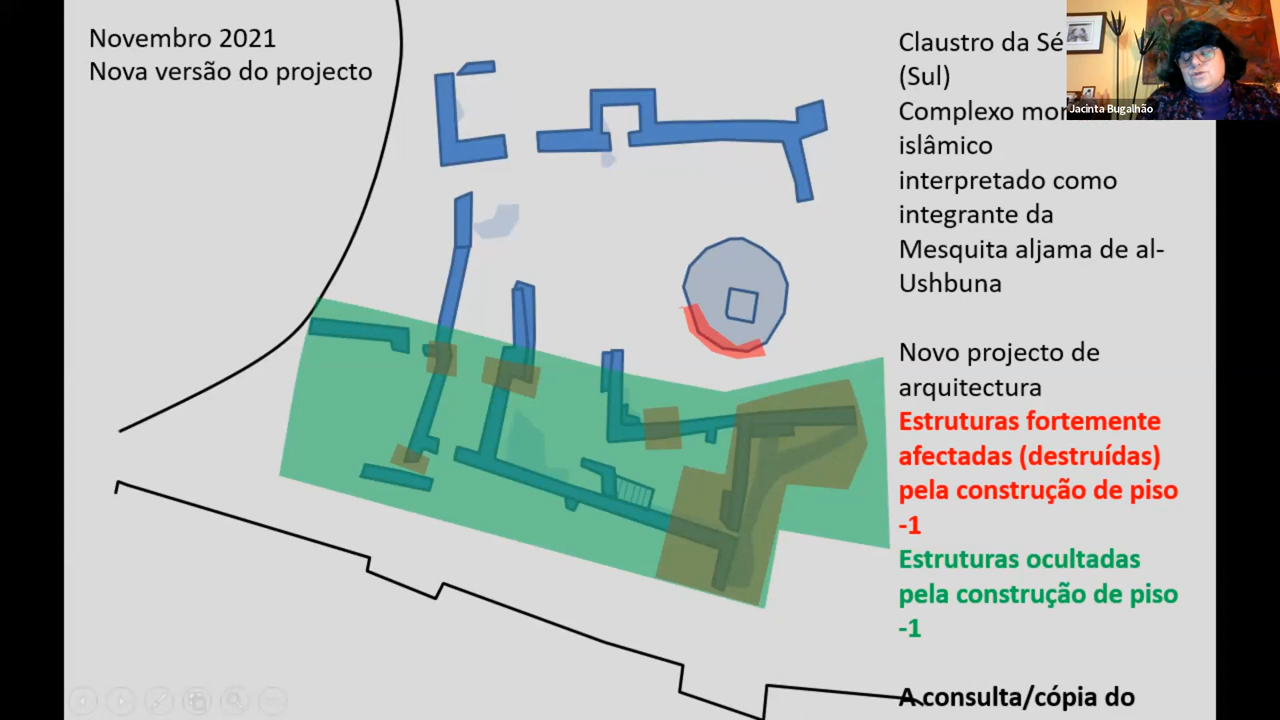 Novembro 2021
Nova versão do projecto
Claustro da Sé
(Sul)
Complexo
islâmico
interpretado como
integrante da
Mesquita aljama de al-
Ushbuna
Novo projecto de
arquitectura
Estruturas fortemente
afectadas (destruídas)
pela construção de piso
-1
Estruturas ocultadas
pela construção de piso
-1
A consulta/cópia do
Jacinta Bugalhão